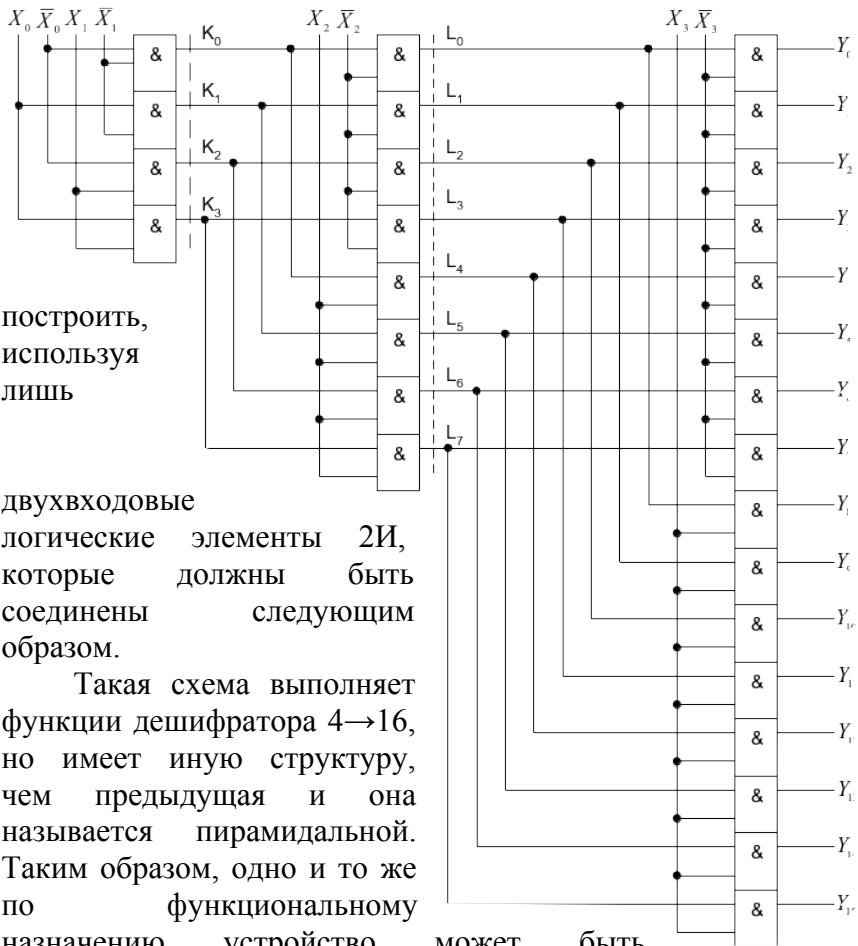 X₀ X̅₀ X₁ X̅₁ X₂ X̅₂ X₃ X̅₃
& K₀ & L₀ & Y₀
& K₁ & L₁ & Y
& K₂ & L₂ & Y₂
& K₃ & L₃ & Y
& L₄ & Y
& L₅ & Y
& L₆ & Y
& L₇ & Y
& Y
& Y
& Y₁₀
& Y
& Y
& Y
& Y
& Y
построить,
используя
лишь
двухвходовые
логические элементы 2И,
которые должны быть
соединены следующим
образом.
Такая схема выполняет
функции дешифратора 4→16,
но имеет иную структуру,
чем предыдущая и она
называется пирамидальной.
Таким образом, одно и то же
по функциональному
назначению устройство может быть